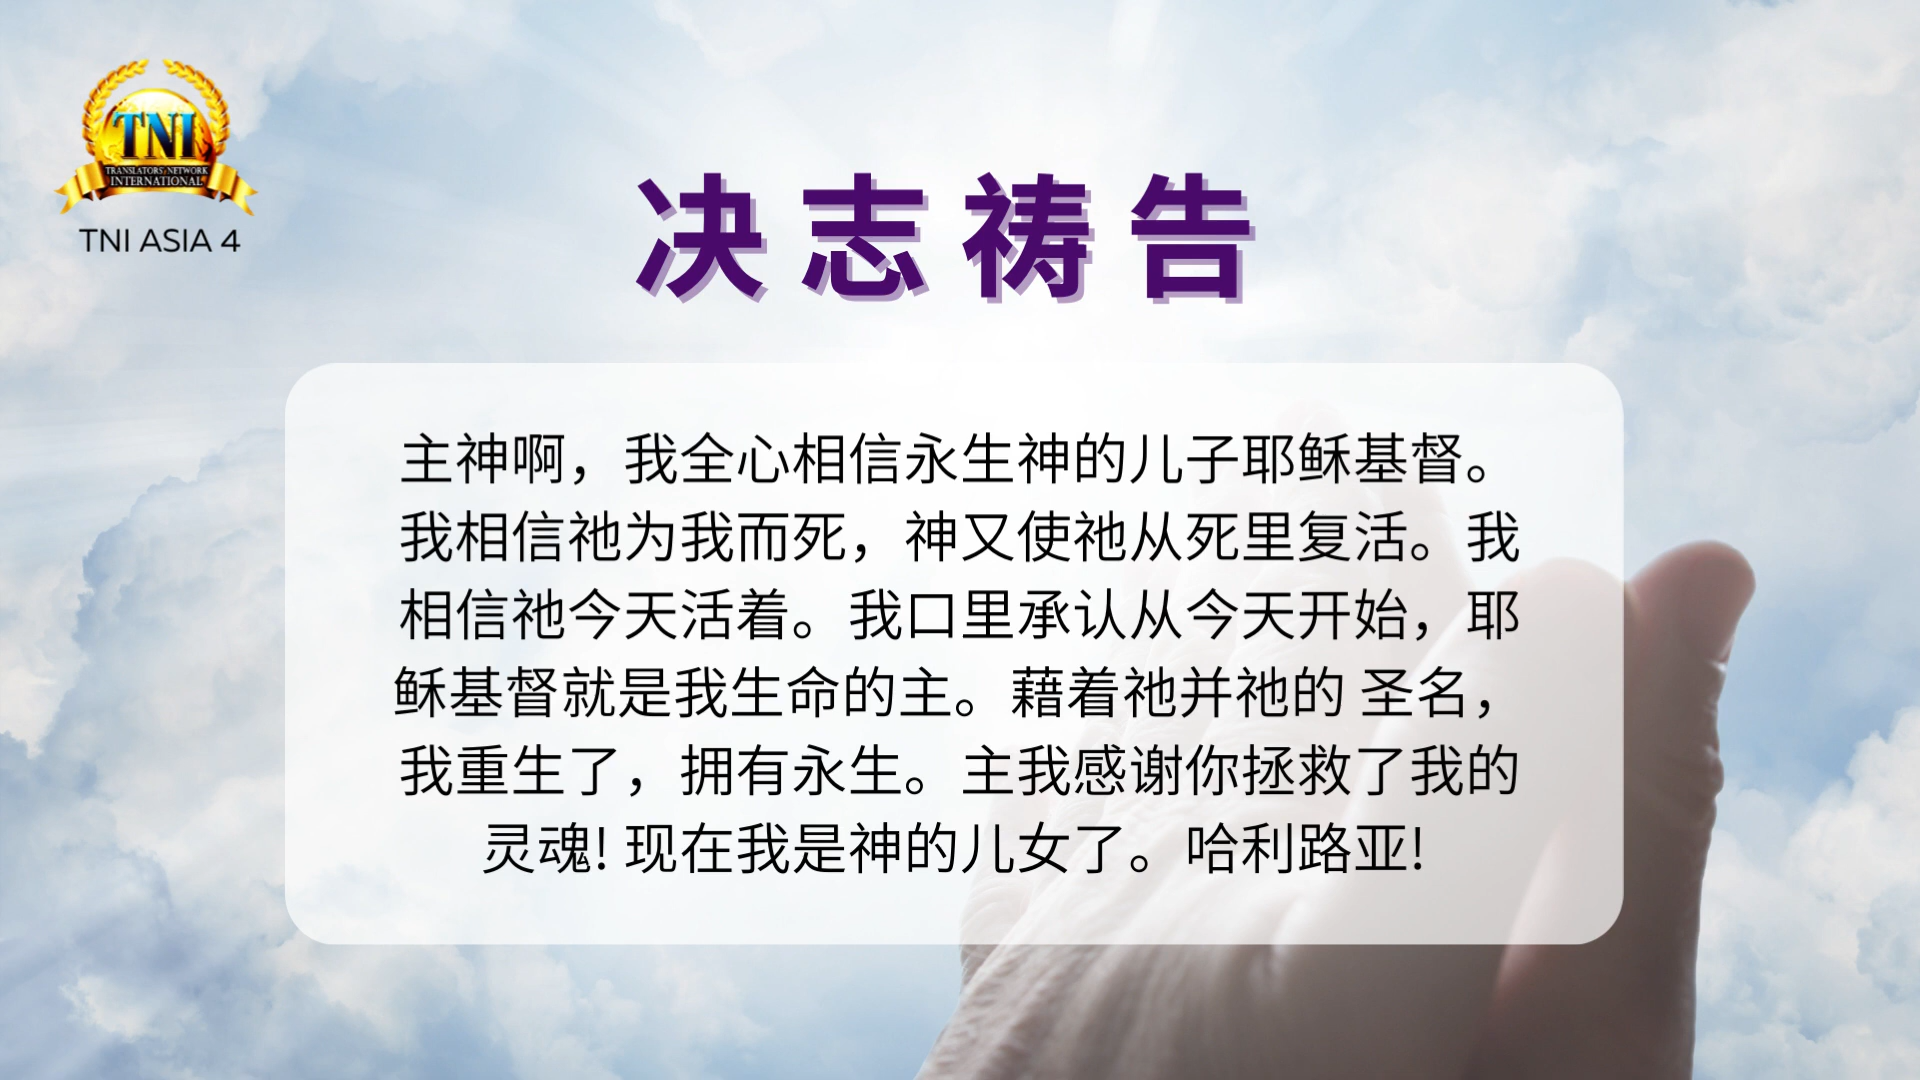 TNI
TRANSLATORS NETWORK
INTERNATIONAL
TNI ASIA 4
决志祷告
主神啊，我全心相信永生神的儿子耶稣基督。
我相信祂为我而死，神又使祂从死里复活。我
相信祂今天活着。我口里承认从今天开始，耶
稣基督就是我生命的主。藉着祂并祂的 圣名，
我重生了，拥有永生。主我感谢你拯救了我的
灵魂! 现在我是神的儿女了。哈利路亚!